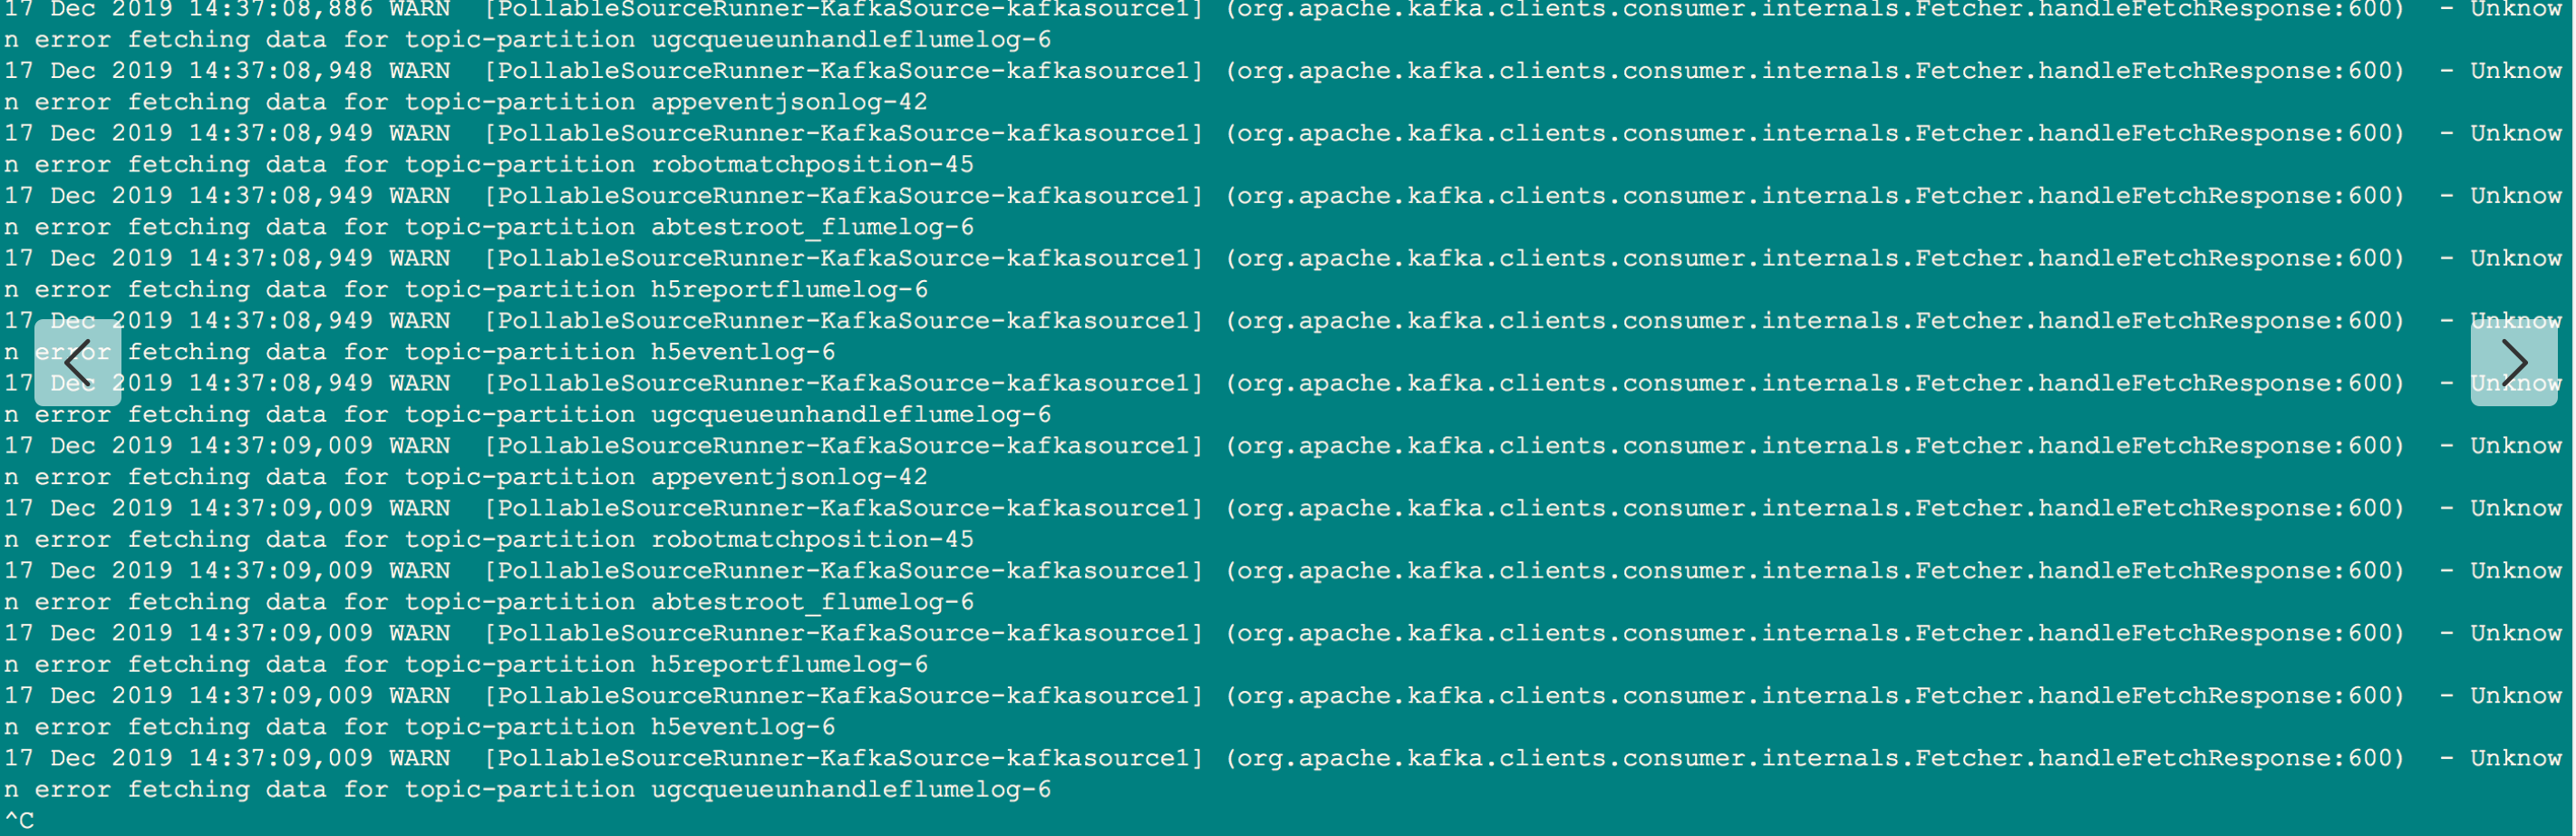 17 Dec 2019 14:37:08,886 WARN  [PollableSourceRunner-KafkaSource-kafkasource1] (org.apache.kafka.clients.consumer.internals.Fetcher.handleFetchResponse:600)  - Unknow
n error fetching data for topic-partition ugcqueueunhandleflumelog-6
17 Dec 2019 14:37:08,948 WARN  [PollableSourceRunner-KafkaSource-kafkasource1] (org.apache.kafka.clients.consumer.internals.Fetcher.handleFetchResponse:600)  - Unknow
n error fetching data for topic-partition appeventjsonlog-42
17 Dec 2019 14:37:08,949 WARN  [PollableSourceRunner-KafkaSource-kafkasource1] (org.apache.kafka.clients.consumer.internals.Fetcher.handleFetchResponse:600)  - Unknow
n error fetching data for topic-partition robotmatchposition-45
17 Dec 2019 14:37:08,949 WARN  [PollableSourceRunner-KafkaSource-kafkasource1] (org.apache.kafka.clients.consumer.internals.Fetcher.handleFetchResponse:600)  - Unknow
n error fetching data for topic-partition abtestroot_flumelog-6
17 Dec 2019 14:37:08,949 WARN  [PollableSourceRunner-KafkaSource-kafkasource1] (org.apache.kafka.clients.consumer.internals.Fetcher.handleFetchResponse:600)  - Unknow
n error fetching data for topic-partition h5reportflumelog-6
17 Dec 2019 14:37:08,949 WARN  [PollableSourceRunner-KafkaSource-kafkasource1] (org.apache.kafka.clients.consumer.internals.Fetcher.handleFetchResponse:600)  - Unknow
n error fetching data for topic-partition h5eventlog-6
17 Dec 2019 14:37:08,949 WARN  [PollableSourceRunner-KafkaSource-kafkasource1] (org.apache.kafka.clients.consumer.internals.Fetcher.handleFetchResponse:600)  - Unknow
n error fetching data for topic-partition ugcqueueunhandleflumelog-6
17 Dec 2019 14:37:09,009 WARN  [PollableSourceRunner-KafkaSource-kafkasource1] (org.apache.kafka.clients.consumer.internals.Fetcher.handleFetchResponse:600)  - Unknow
n error fetching data for topic-partition appeventjsonlog-42
17 Dec 2019 14:37:09,009 WARN  [PollableSourceRunner-KafkaSource-kafkasource1] (org.apache.kafka.clients.consumer.internals.Fetcher.handleFetchResponse:600)  - Unknow
n error fetching data for topic-partition robotmatchposition-45
17 Dec 2019 14:37:09,009 WARN  [PollableSourceRunner-KafkaSource-kafkasource1] (org.apache.kafka.clients.consumer.internals.Fetcher.handleFetchResponse:600)  - Unknow
n error fetching data for topic-partition abtestroot_flumelog-6
17 Dec 2019 14:37:09,009 WARN  [PollableSourceRunner-KafkaSource-kafkasource1] (org.apache.kafka.clients.consumer.internals.Fetcher.handleFetchResponse:600)  - Unknow
n error fetching data for topic-partition h5reportflumelog-6
17 Dec 2019 14:37:09,009 WARN  [PollableSourceRunner-KafkaSource-kafkasource1] (org.apache.kafka.clients.consumer.internals.Fetcher.handleFetchResponse:600)  - Unknow
n error fetching data for topic-partition h5eventlog-6
17 Dec 2019 14:37:09,009 WARN  [PollableSourceRunner-KafkaSource-kafkasource1] (org.apache.kafka.clients.consumer.internals.Fetcher.handleFetchResponse:600)  - Unknow
n error fetching data for topic-partition ugcqueueunhandleflumelog-6
^C